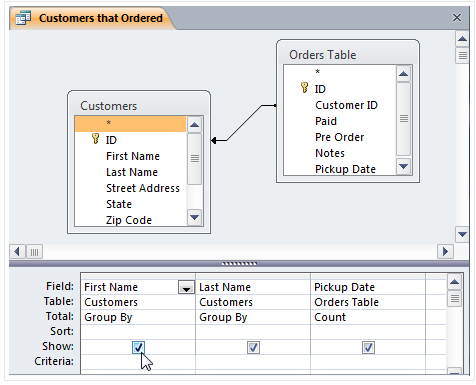 Customers that Ordered
Orders Table
*
ID
Customer ID
Paid
Pre Order
Notes
Pickup Date
Customers
*
ID
First Name
Last Name
Street Address
State
Zip Code
Field: First Name Last Name Pickup Date
Table: Customers Customers Orders Table
Total: Group By Group By Count
Sort:
Show:
Criteria: